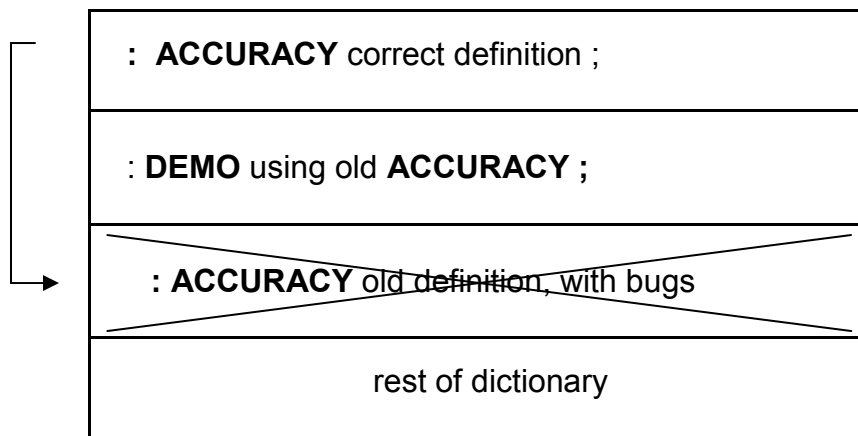 : ACCURACY correct definition ;
: DEMO using old ACCURACY ;
: ACCURACY old definition, with bugs
rest of dictionary